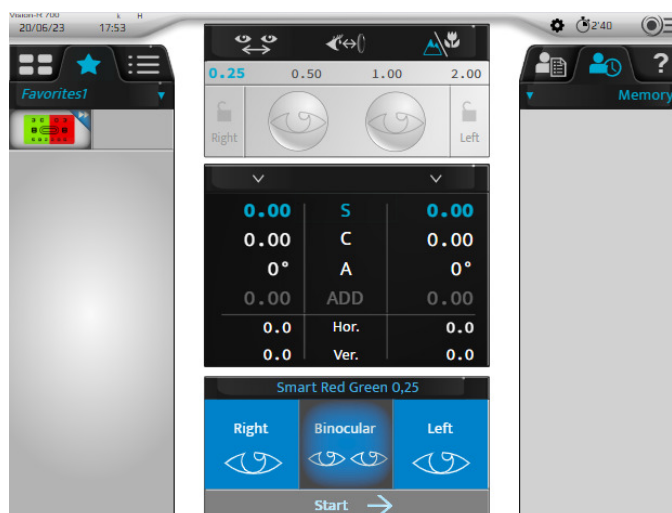 Vision-R 700
20/06/23 17:53
2'40
?
Favorites1
Memory
0.25 0.50 1.00 2.00
Right Left
0.00 S 0.00
0.00 C 0.00
0° A 0°
0.00 ADD 0.00
0.0 Hor. 0.0
0.0 Ver. 0.0
Smart Red Green 0,25
Right Binocular Left
Start